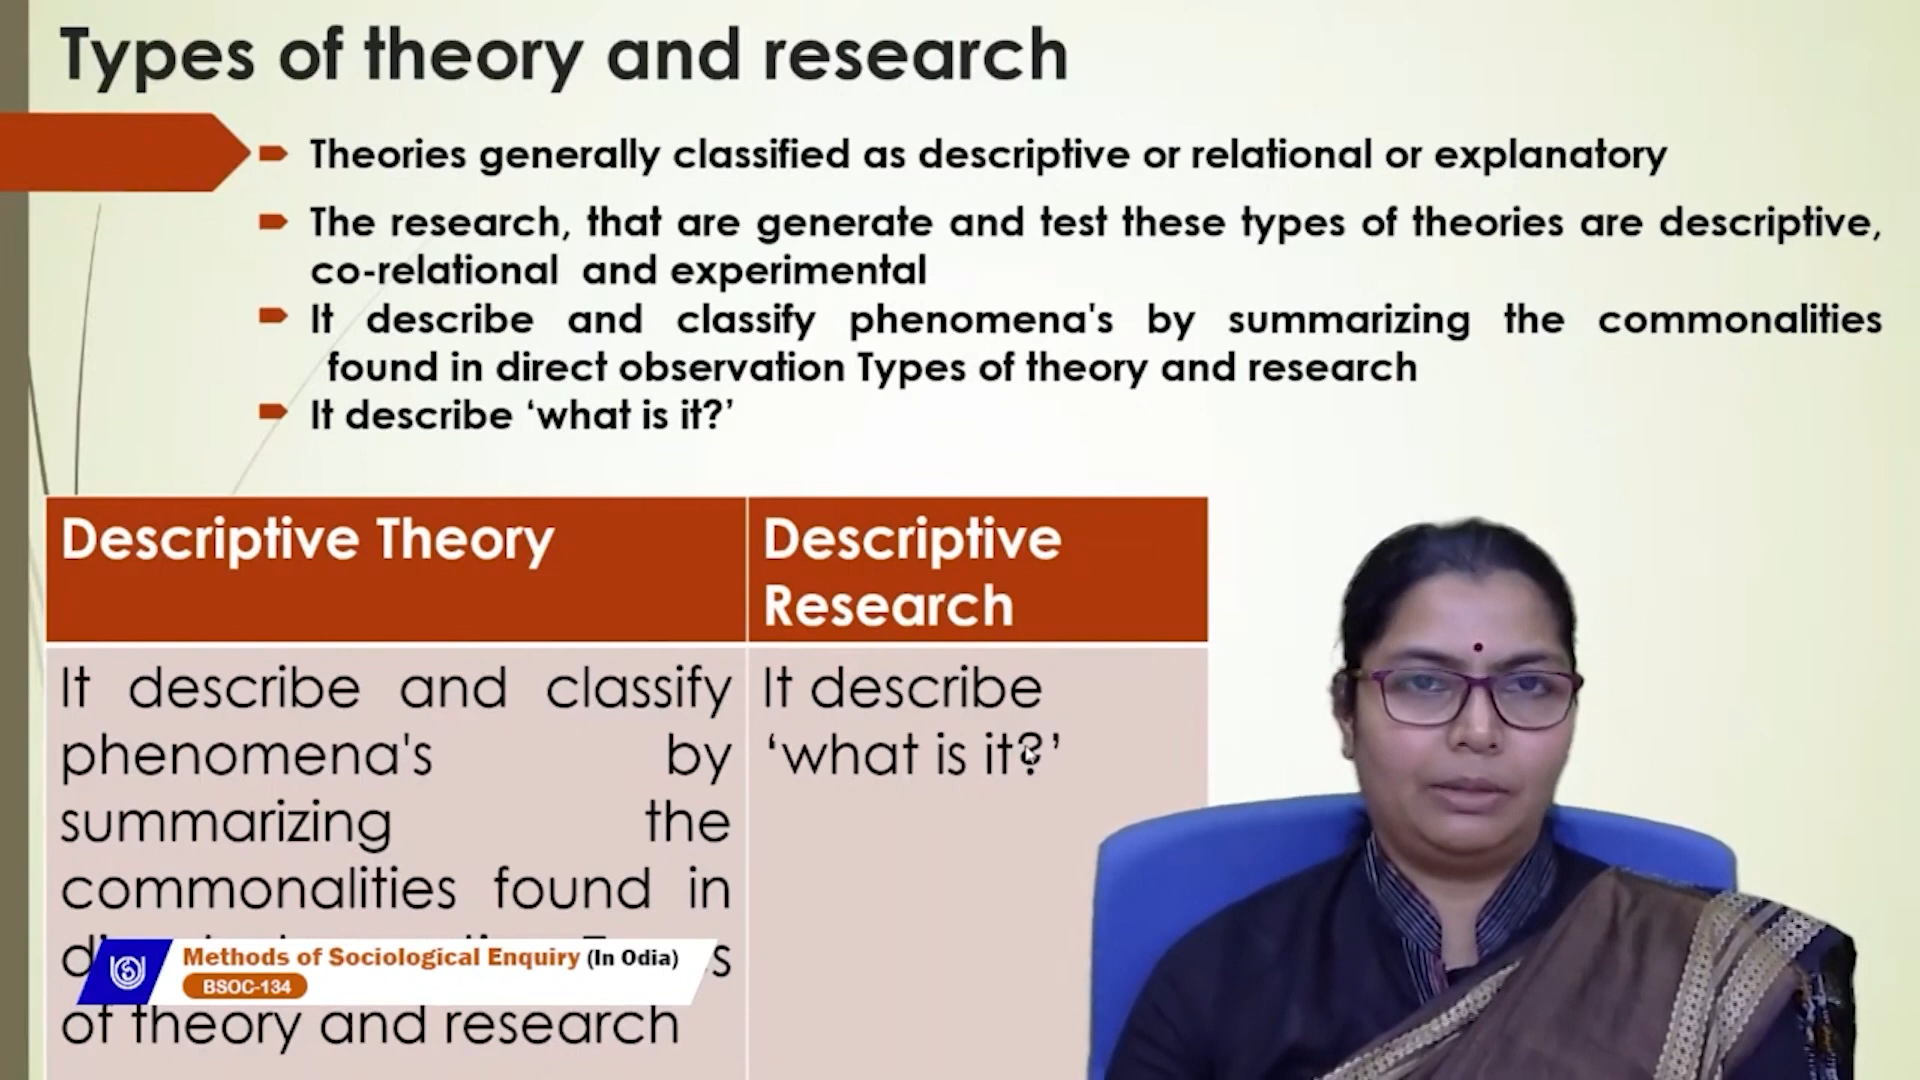 Types of theory and research
Theories generally classified as descriptive or relational or explanatory
The research, that are generate and test these types of theories are descriptive,
co-relational and experimental
It describe and classify phenomena's by summarizing the commonalities
found in direct observation Types of theory and research
It describe ‘what is it?’
Descriptive Theory
It describe and classify
phenomena's by
summarizing the
commonalities found in
of theory and research
Descriptive
Research
It describe
‘what is it?’
Methods of Sociological Enquiry (In Odia)
BSOC-134